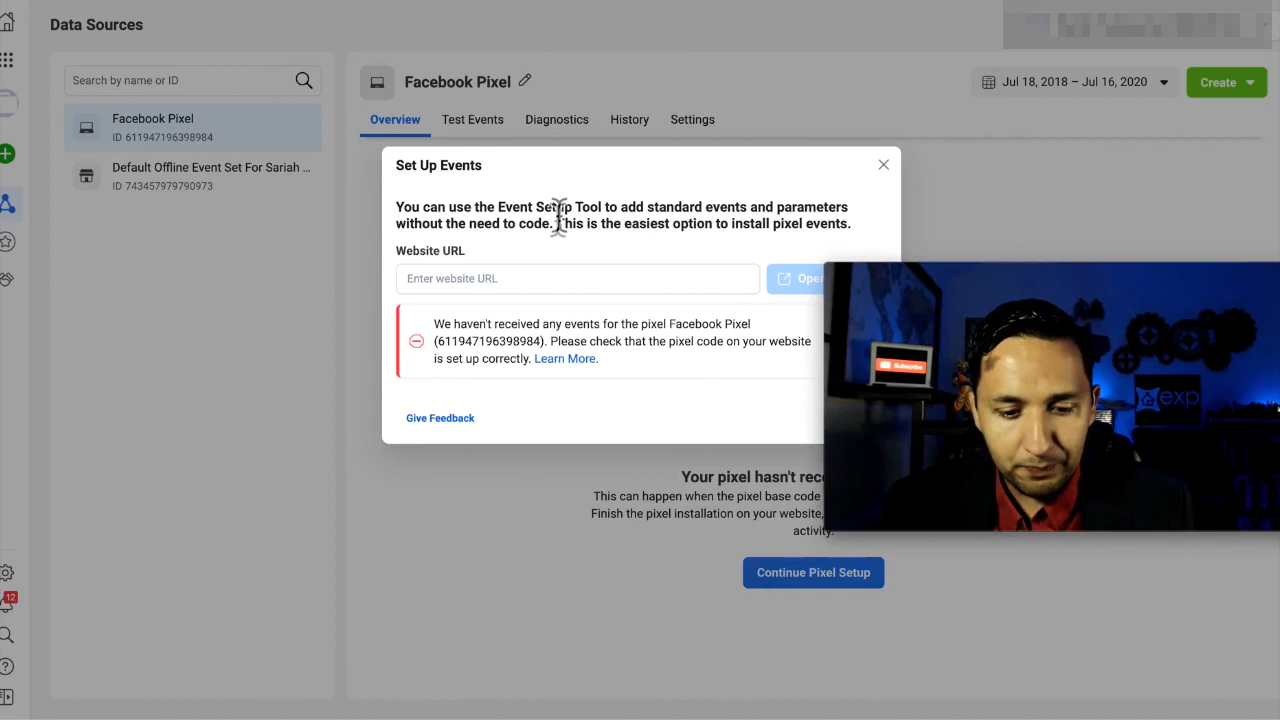 Data Sources
Search by name or ID
Facebook Pixel
ID 611947196398984
Default Offline Event Set For Sariah ...
ID 743457979790973
Facebook Pixel
Jul 18, 2018 – Jul 16, 2020
Create
Overview
Test Events
Diagnostics
History
Settings
Set Up Events
You can use the Event Setup Tool to add standard events and parameters
without the need to code. This is the easiest option to install pixel events.
Website URL
Enter website URL
Open
We haven't received any events for the pixel Facebook Pixel
(611947196398984). Please check that the pixel code on your website
is set up correctly. Learn More.
Give Feedback
Subscribe
exp
Your pixel hasn't rec
This can happen when the pixel base code
Finish the pixel installation on your website,
activity.
Continue Pixel Setup
12